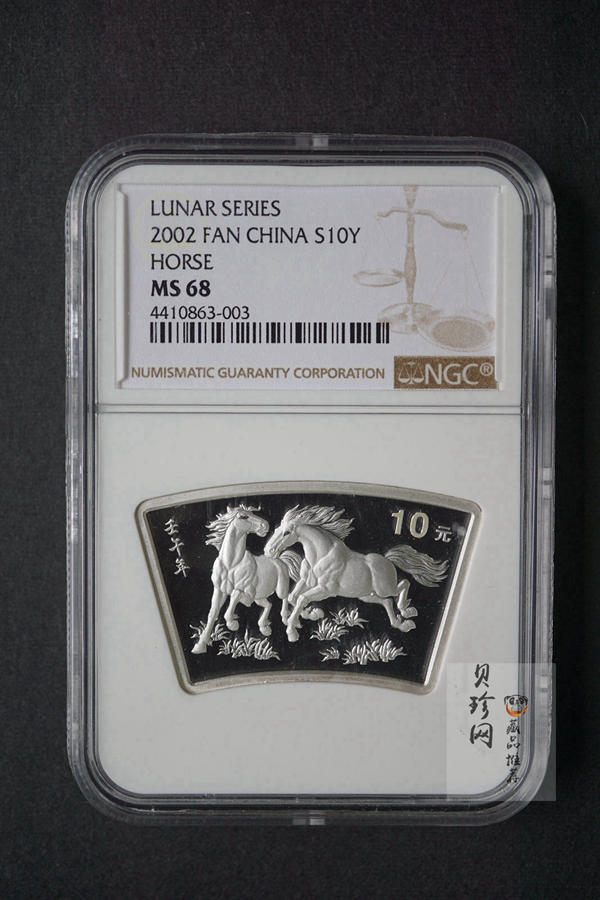 LUNAR SERIES
2002 FAN CHINA S10Y
HORSE
MS 68
4410863-003
NUMISMATIC GUARANTY CORPORATION
NGC®
10元
壬午年
贝珍网
藏品推荐